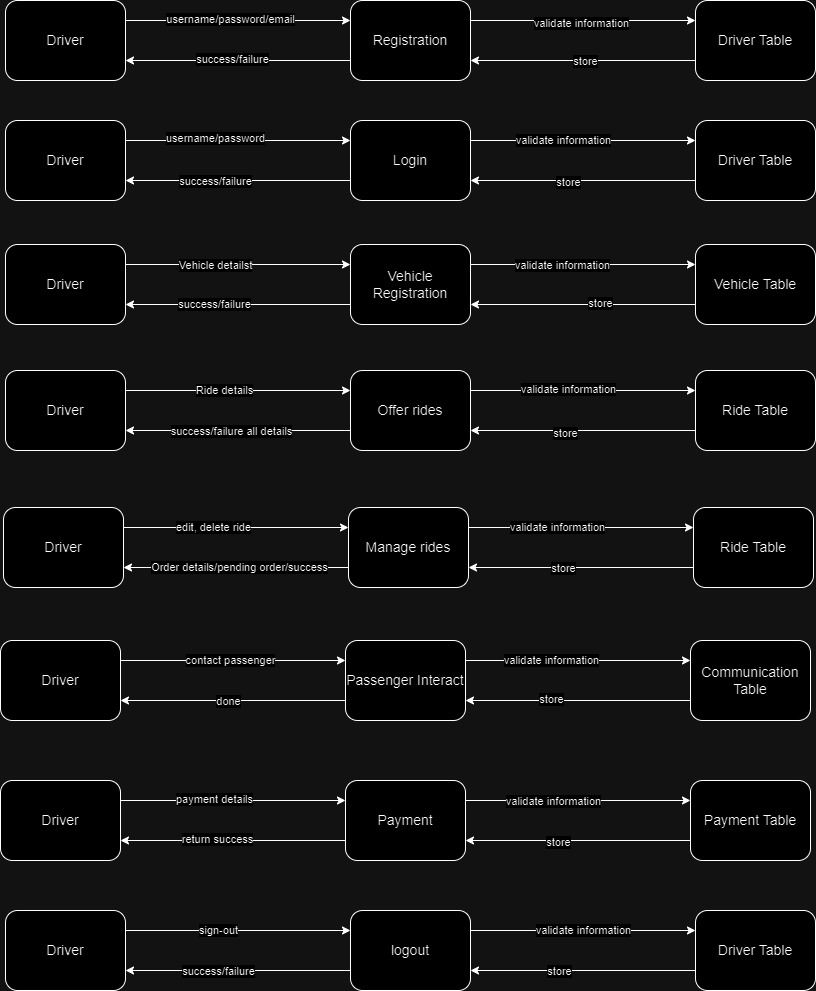 username/password/email
Driver
Registration
validate information
Driver Table
success/failure
store
username/password
Driver
Login
validate information
Driver Table
success/failure
store
Vehicle detailst
Driver
Vehicle
Registration
validate information
Vehicle Table
success/failure
store
Ride details
Driver
Offer rides
validate information
Ride Table
success/failure all details
store
edit, delete ride
Driver
Manage rides
validate information
Ride Table
Order details/pending order/success
store
contact passenger
Driver
Passenger Interact
validate information
Communication
Table
done
store
payment details
Driver
Payment
validate information
Payment Table
return success
store
sign-out
Driver
logout
validate information
Driver Table
success/failure
store